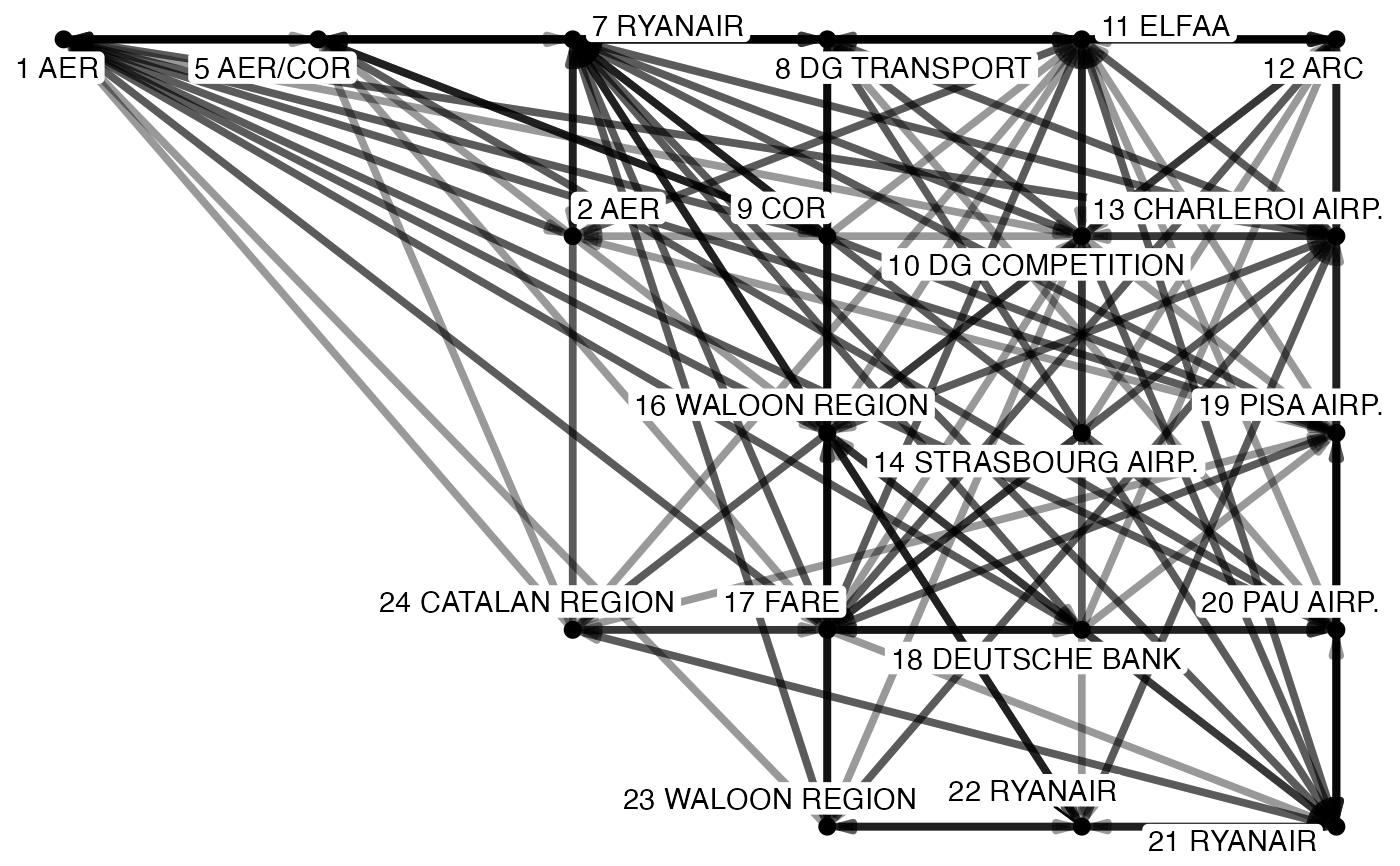 7 RYANAIR
11 ELFAA
1 AER
5 AER/COR
8 DG TRANSPORT
12 ARC
2 AER
9 COR
13 CHARLEROI AIRP.
10 DG COMPETITION
16 WALOON REGION
19 PISA AIRP.
14 STRASBOURG AIRP.
24 CATALAN REGION
17 FARE
20 PAU AIRP.
18 DEUTSCHE BANK
23 WALOON REGION
22 RYANAIR
21 RYANAIR